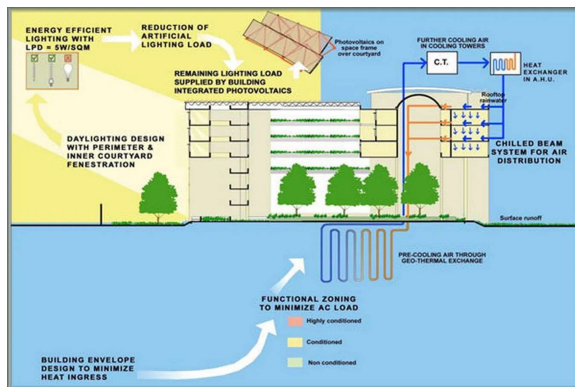 ENERGY EFFICIENT
LIGHTING WITH
LPD = 5W/SQM
REDUCTION OF
ARTIFICIAL
LIGHTING LOAD
REMAINING LIGHTING LOAD
SUPPLIED BY BUILDING
INTEGRATED PHOTOVOLTAICS
Photovoltaics on
space frame
over courtyard
FURTHER COOLING AIR
IN COOLING TOWERS
C.T.
HEAT
EXCHANGER
IN A.H.U.
Rooftop
rainwater
DAYLIGHTING DESIGN
WITH PERIMETER &
INNER COURTYARD
FENESTRATION
CHILLED BEAM
SYSTEM FOR AIR
DISTRIBUTION
Surface runoff
PRE-COOLING AIR THROUGH
GEO-THERMAL EXCHANGE
FUNCTIONAL ZONING
TO MINIMIZE AC LOAD
Highly conditioned
Conditioned
Non conditioned
BUILDING ENVELOPE
DESIGN TO MINIMIZE
HEAT INGRESS